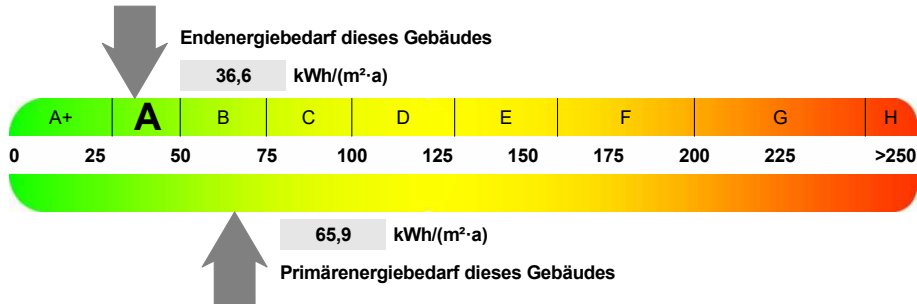 Endenergiebedarf dieses Gebäudes
36,6 kWh/(m²·a)
A+ A B C D E F G H
0 25 50 75 100 125 150 175 200 225 >250
65,9 kWh/(m²·a)
Primärenergiebedarf dieses Gebäudes